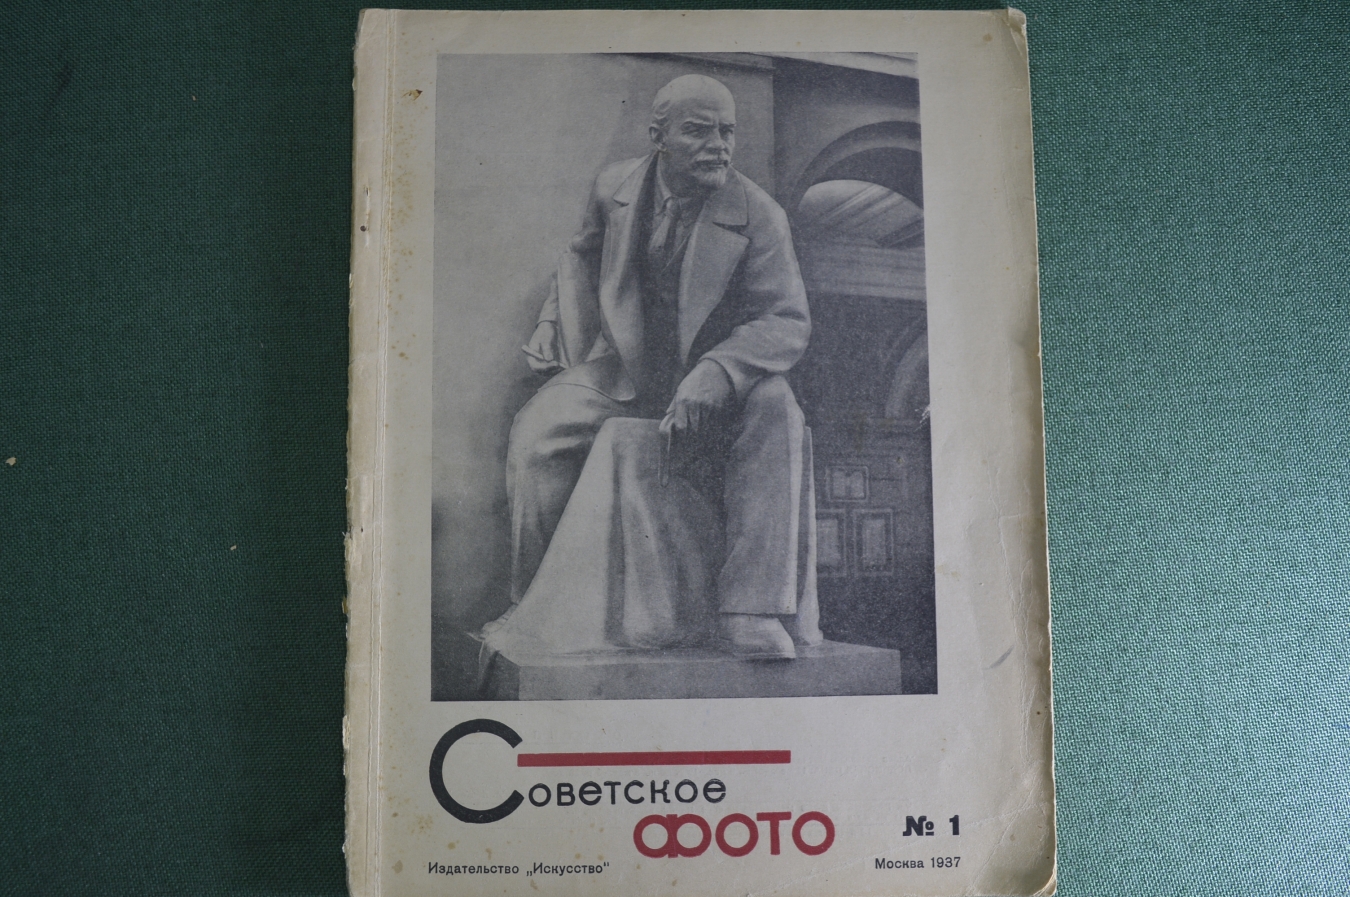 Советское
фото
№ 1
Издательство „Искусство“
Москва 1937